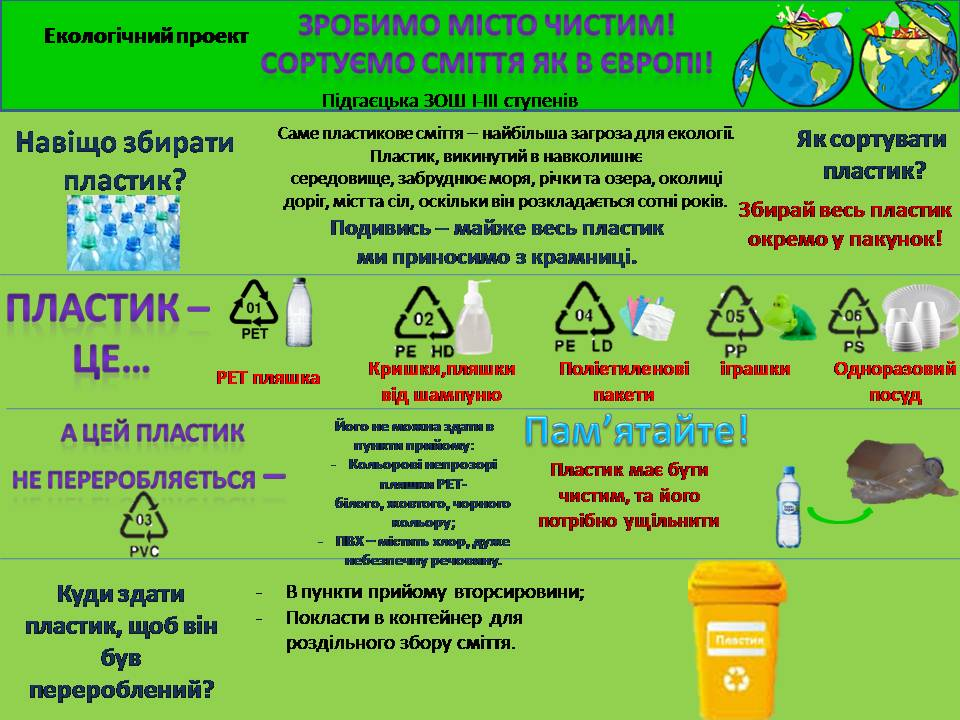 Екологічний проект
ЗРОБИМО МІСТО ЧИСТИМ!
СОРТУЄМО СМІТТЯ ЯК В ЄВРОПІ!
Підгаєцька ЗОШ І-ІІІ ступенів
Навіщо збирати
пластик?
Саме пластикове сміття – найбільша загроза для екології.
Пластик, викинутий в навколишнє
середовище, забруднює моря, річки та озера, околиці
доріг, міст та сіл, оскільки він розкладається сотні років.
Подивись – майже весь пластик
ми приносимо з крамниці.
Як сортувати
пластик?
Збирай весь пластик
окремо у пакунок!
ПЛАСТИК –
ЦЕ...
01
PET
РЕТ пляшка
02
PE HD
Кришки,пляшки
від шампуню
04
PE LD
Поліетиленові
пакети
05
PP
іграшки
06
PS
Одноразовий
посуд
А ЦЕЙ ПЛАСТИК
НЕ ПЕРЕРОБЛЯЄТЬСЯ –
03
PVC
Його не можна здати в
пункти прийому:
- Кольорові непрозорі
пляшки РЕТ-
білого, жовтого, чорного
кольору;
- ПВХ – містять хлор, дуже
небезпечну речовину.
Пам’ятайте!
Пластик має бути
чистим, та його
потрібно ущільнити
Куди здати
пластик, щоб він
був
перероблений?
- В пункти прийому вторсировини;
- Покласти в контейнер для
роздільного збору сміття.
Пластик